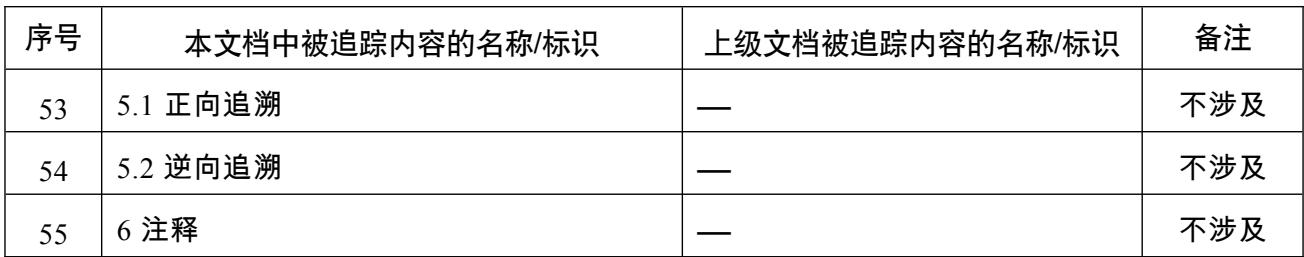 序号 本文档中被追踪内容的名称/标识 上级文档被追踪内容的名称/标识 备注
53 5.1 正向追溯 — 不涉及
54 5.2 逆向追溯 — 不涉及
55 6 注释 — 不涉及